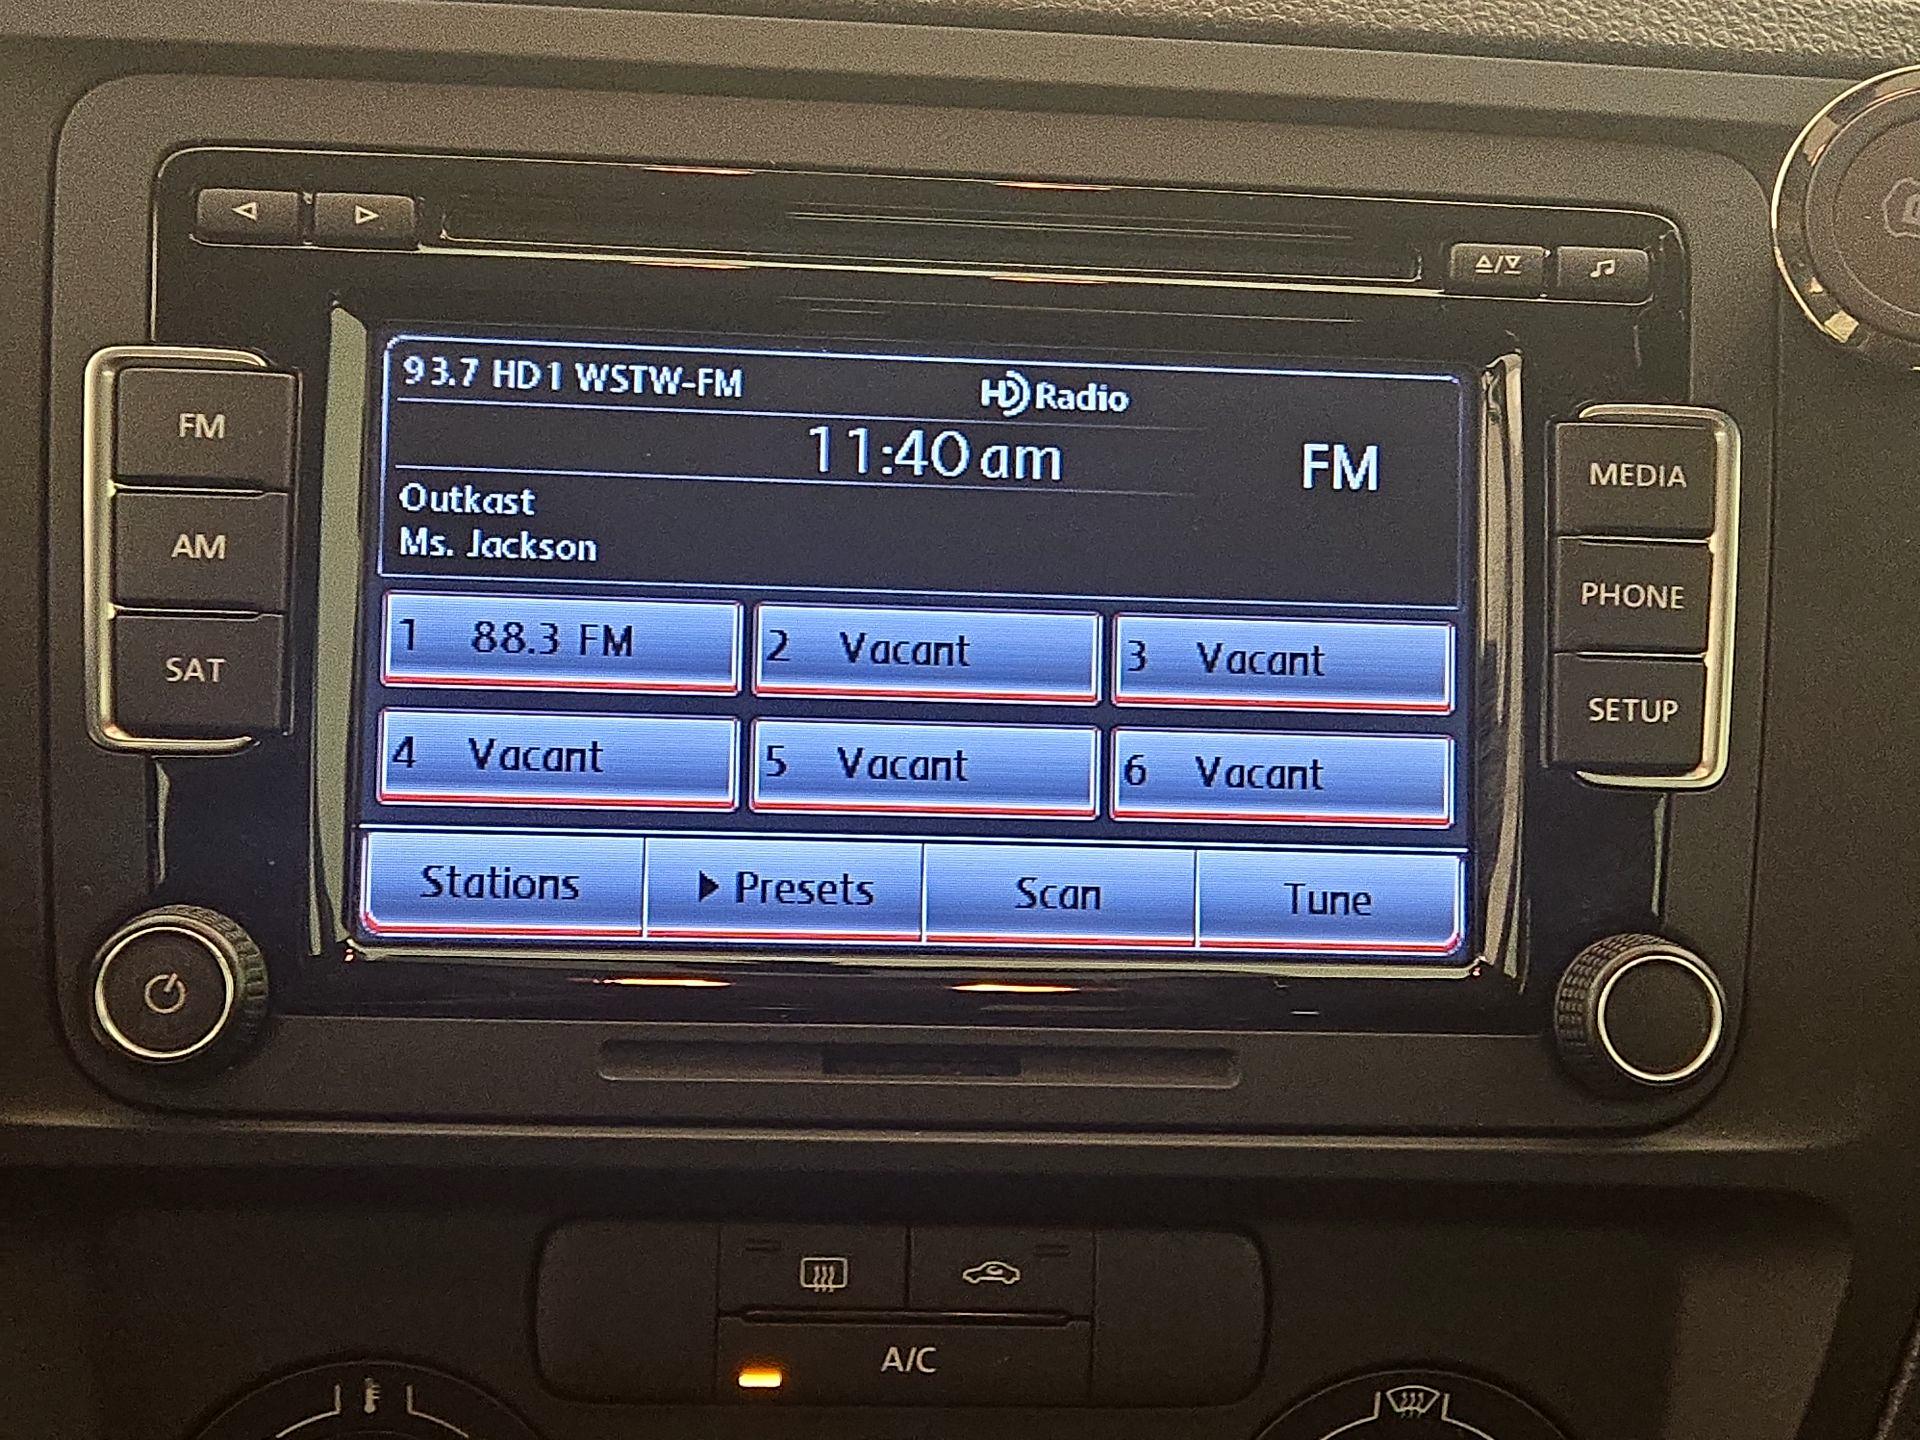 93.7 HD1 WSTW-FM
HD Radio
11:40 am
FM
Outkast
Ms. Jackson
1 88.3 FM
2 Vacant
3 Vacant
4 Vacant
5 Vacant
6 Vacant
Stations
Presets
Scan
Tune
FM
AM
SAT
MEDIA
PHONE
SETUP
A/C